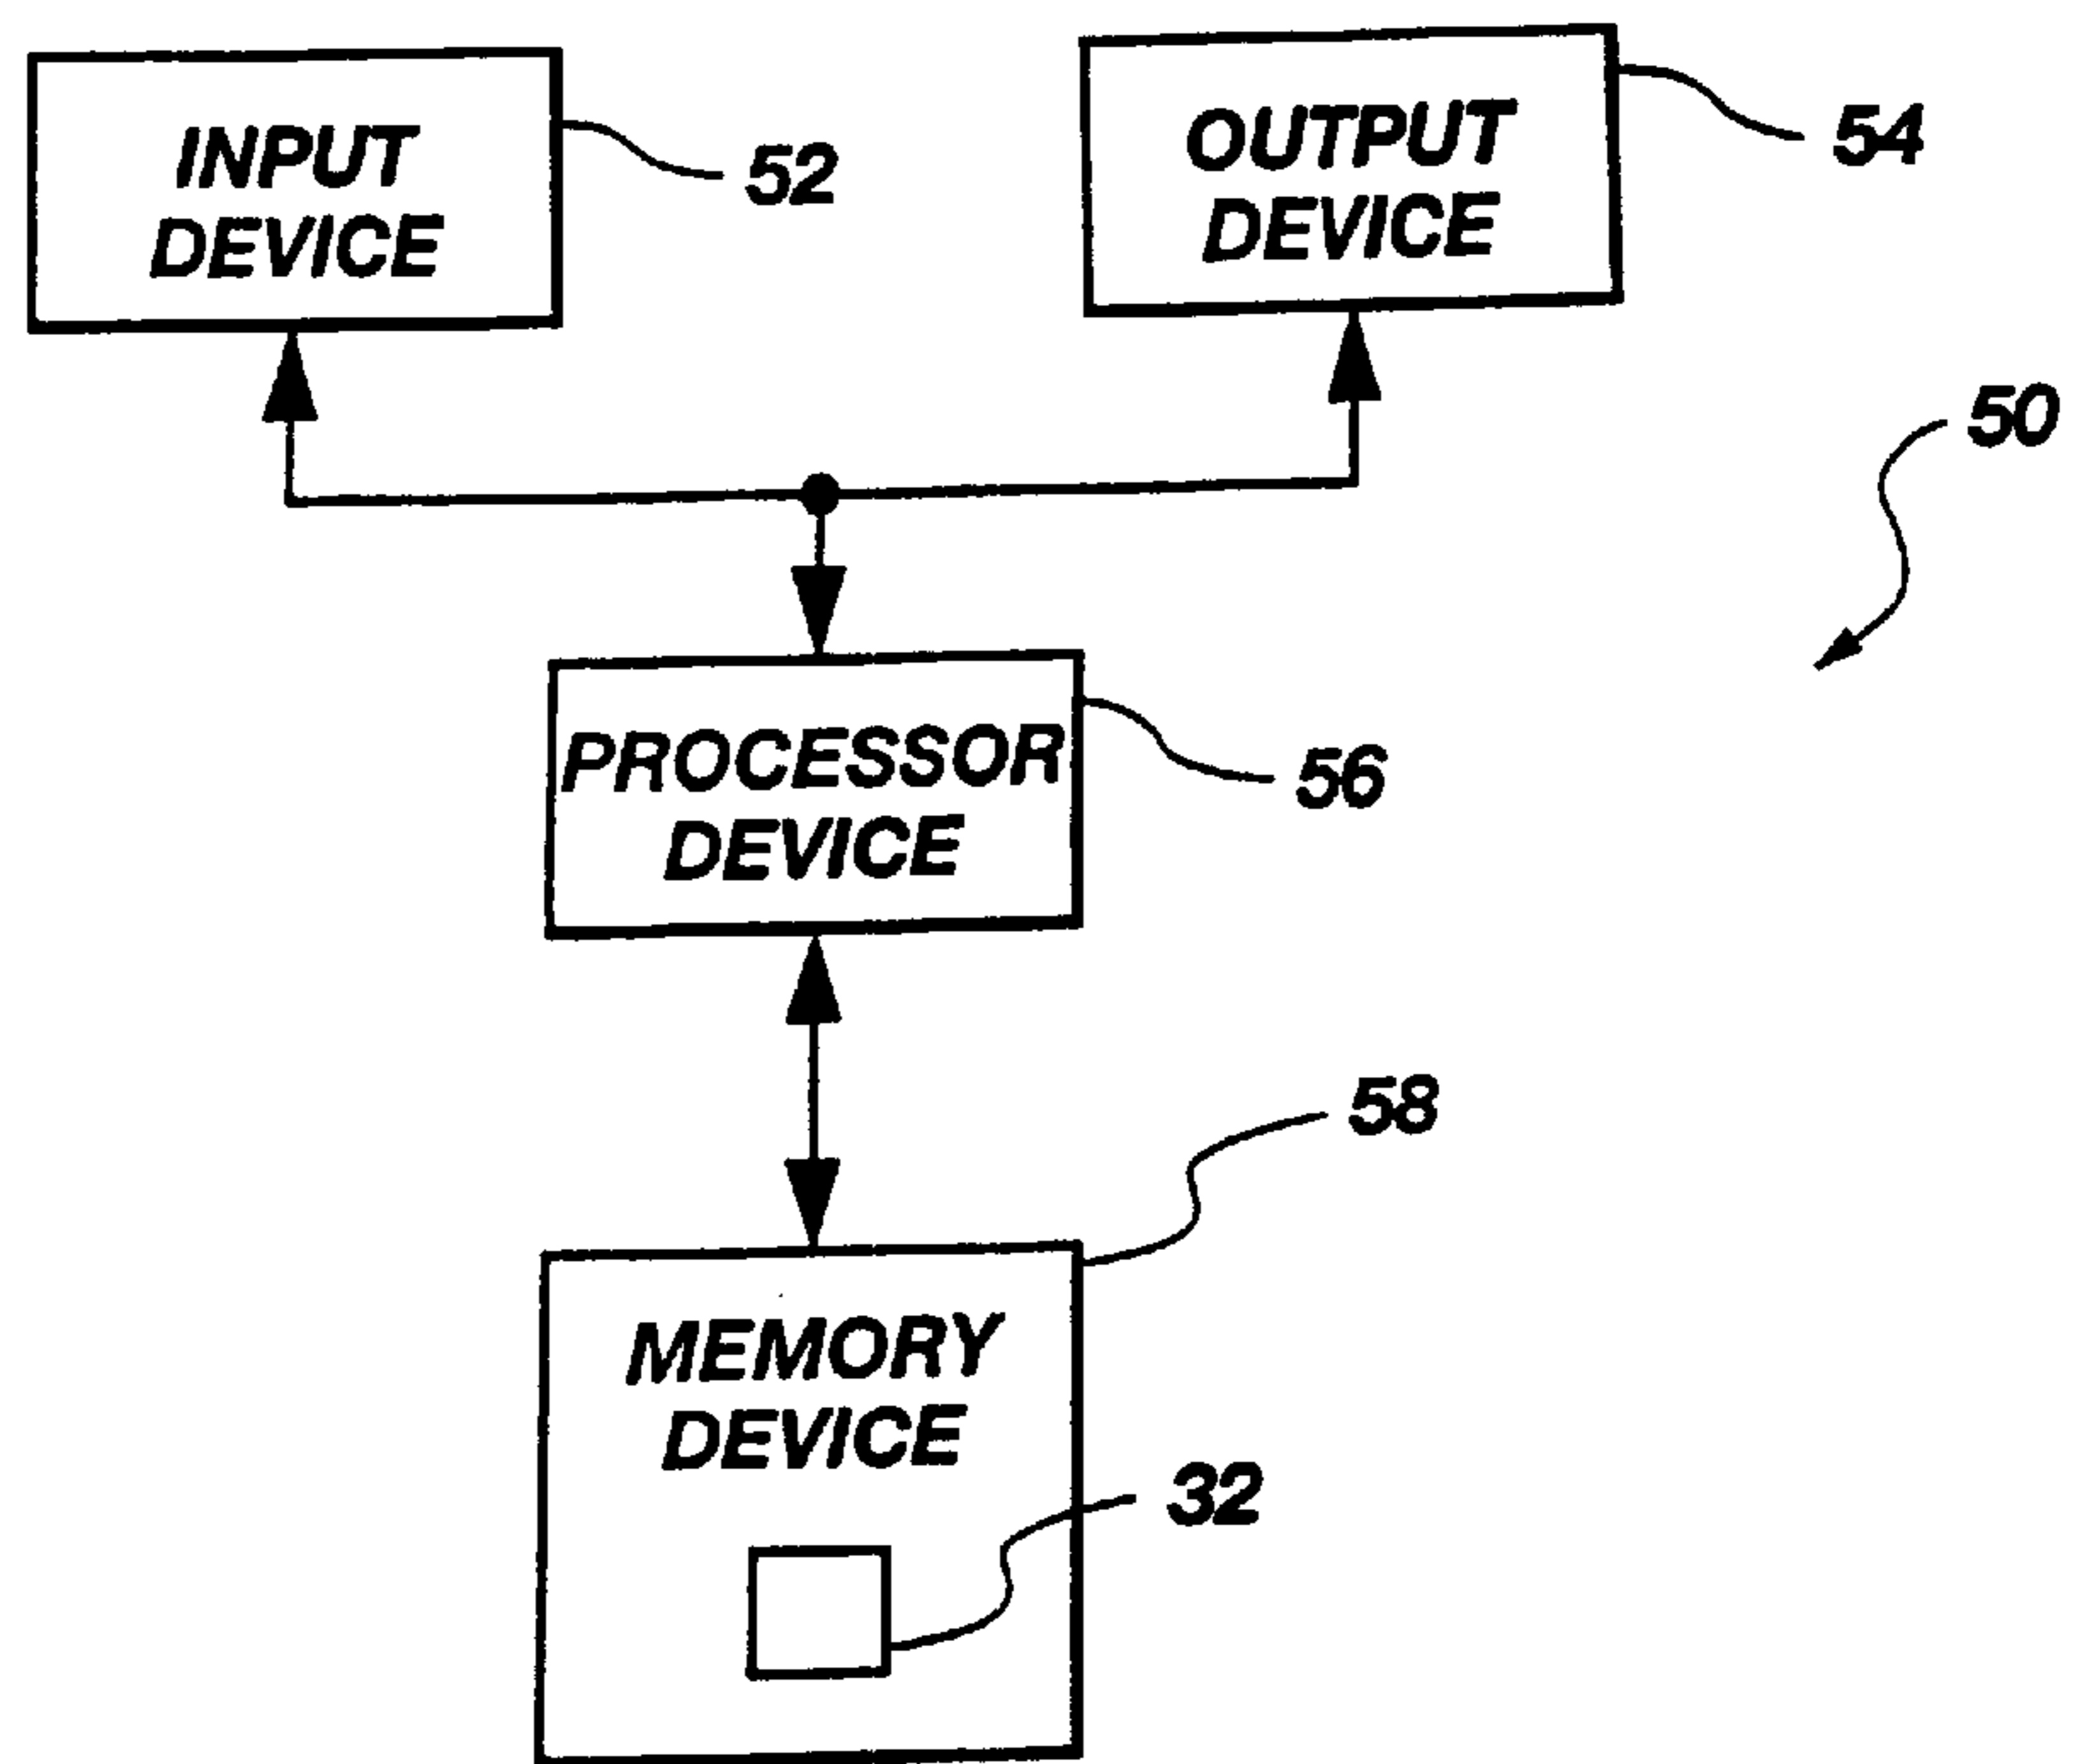 INPUT
DEVICE
52
OUTPUT
DEVICE
54
50
PROCESSOR
DEVICE
56
58
MEMORY
DEVICE
32